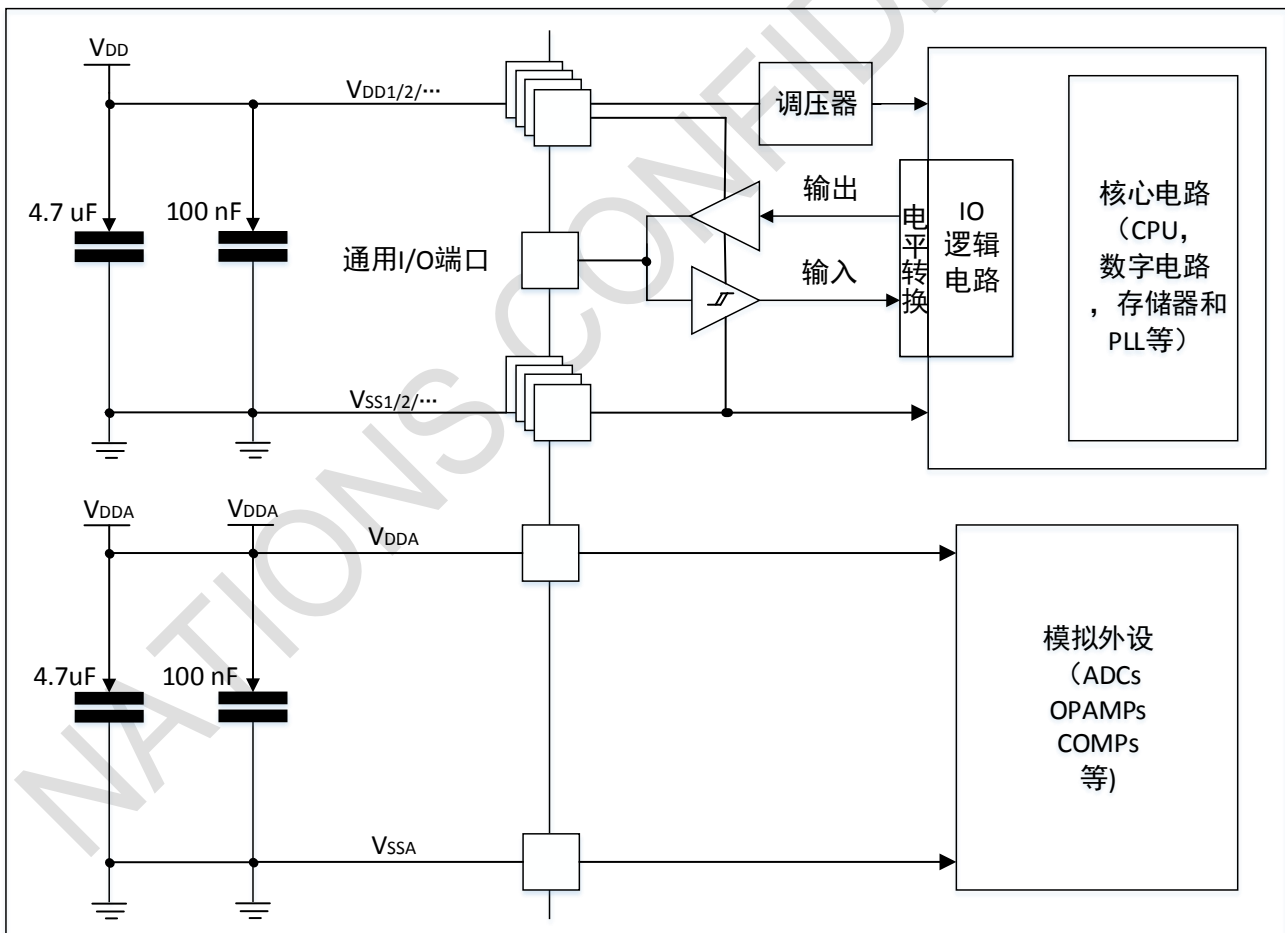 VDD
VDD1/2/···
调压器
4.7 uF
100 nF
通用I/O端口
输出
输入
电平转换
IO
逻辑
电路
核心电路
（CPU，
数字电路
，存储器和
PLL等）
VSS1/2/···
VDDA
VDDA
VDDA
4.7uF
100 nF
模拟外设
（ADCs
OPAMPs
COMPs
等)
VSSA
NATIONS CONFIDE